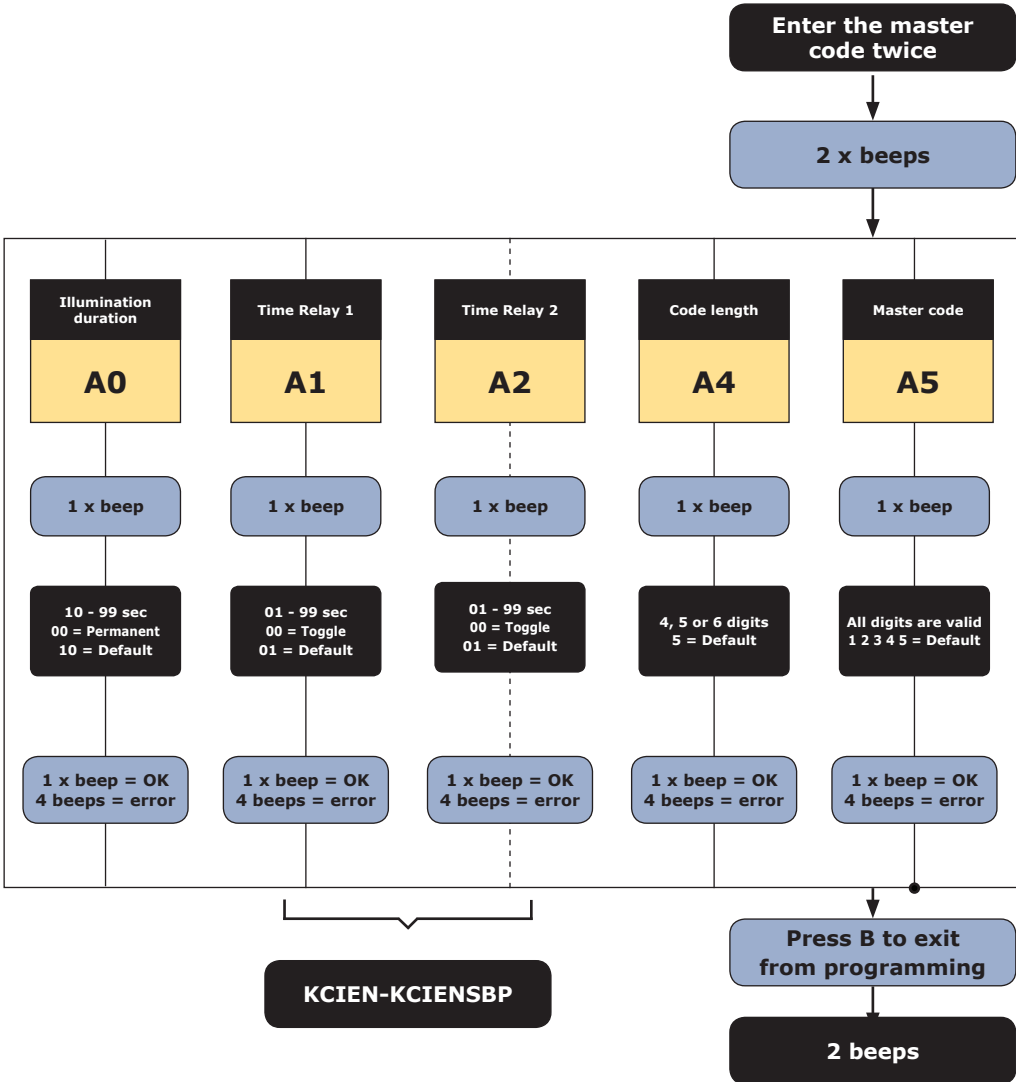 Enter the master
code twice
2 x beeps
Illumination
duration
A0
1 x beep
10 - 99 sec
00 = Permanent
10 = Default
1 x beep = OK
4 beeps = error
Time Relay 1
A1
1 x beep
01 - 99 sec
00 = Toggle
01 = Default
1 x beep = OK
4 beeps = error
Time Relay 2
A2
1 x beep
01 - 99 sec
00 = Toggle
01 = Default
1 x beep = OK
4 beeps = error
Code length
A4
1 x beep
4, 5 or 6 digits
5 = Default
1 x beep = OK
4 beeps = error
Master code
A5
1 x beep
All digits are valid
1 2 3 4 5 = Default
1 x beep = OK
4 beeps = error
KCIEN-KCIENSBP
Press B to exit
from programming
2 beeps